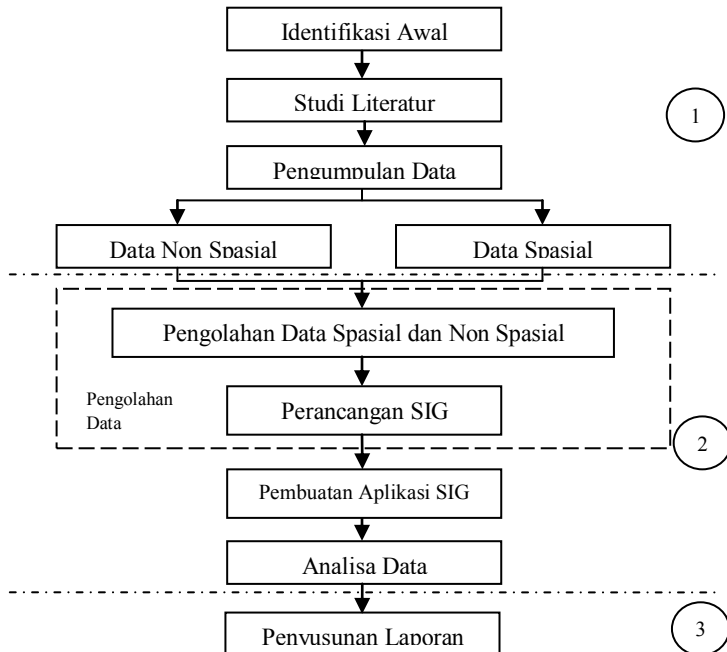 Identifikasi Awal
Studi Literatur
1
Pengumpulan Data
Data Non Spasial
Data Spasial
Pengolahan Data Spasial dan Non Spasial
Pengolahan
Data
Perancangan SIG
2
Pembuatan Aplikasi SIG
Analisa Data
Penyusunan Laporan
3